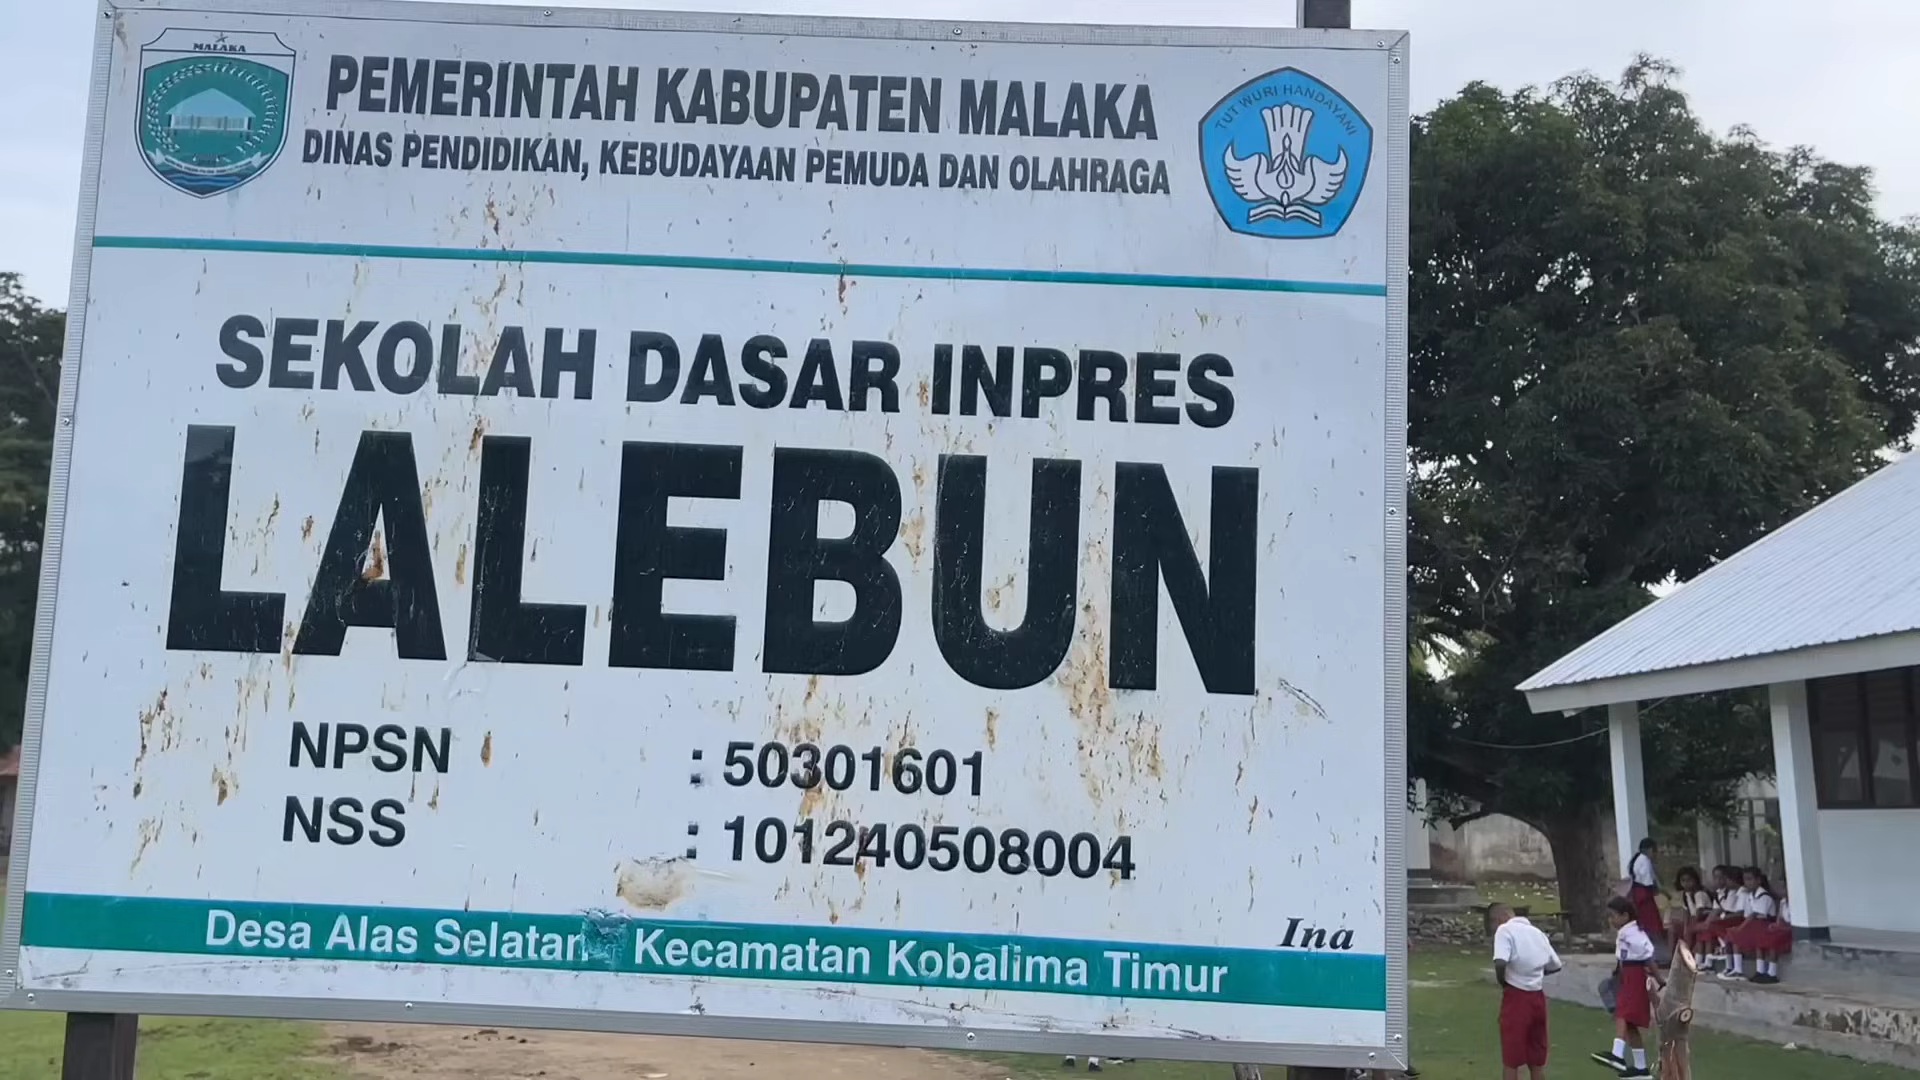 MALAKA
PEMERINTAH KABUPATEN MALAKA
DINAS PENDIDIKAN, KEBUDAYAAN PEMUDA DAN OLAHRAGA
TUT WURI HANDAYANI
SEKOLAH DASAR INPRES
LALEBUN
NPSN : 50301601
NSS : 101240508004
Ina
Desa Alas Selatan Kecamatan Kobalima Timur